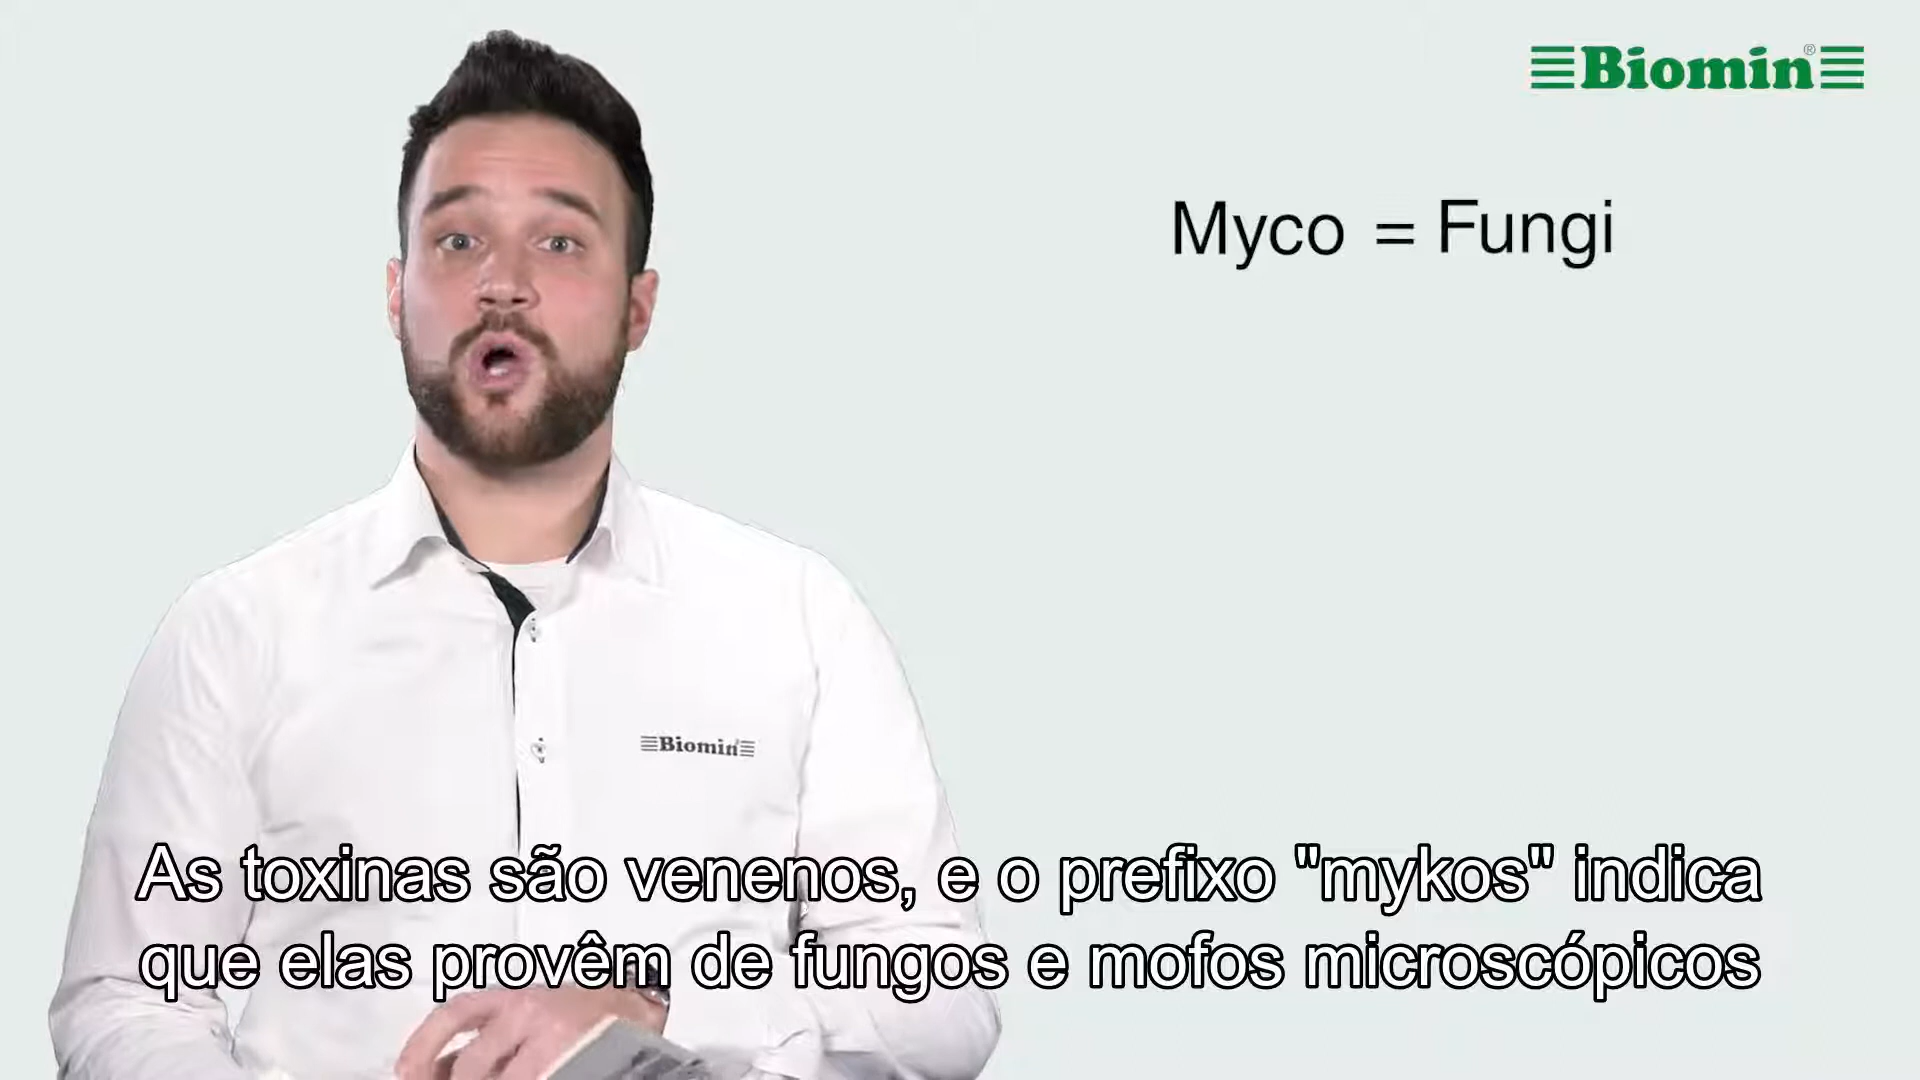 Biomin®
Myco = Fungi
Biomin
As toxinas são venenos, e o prefixo "mykos" indica
que elas provêm de fungos e mofos microscópicos